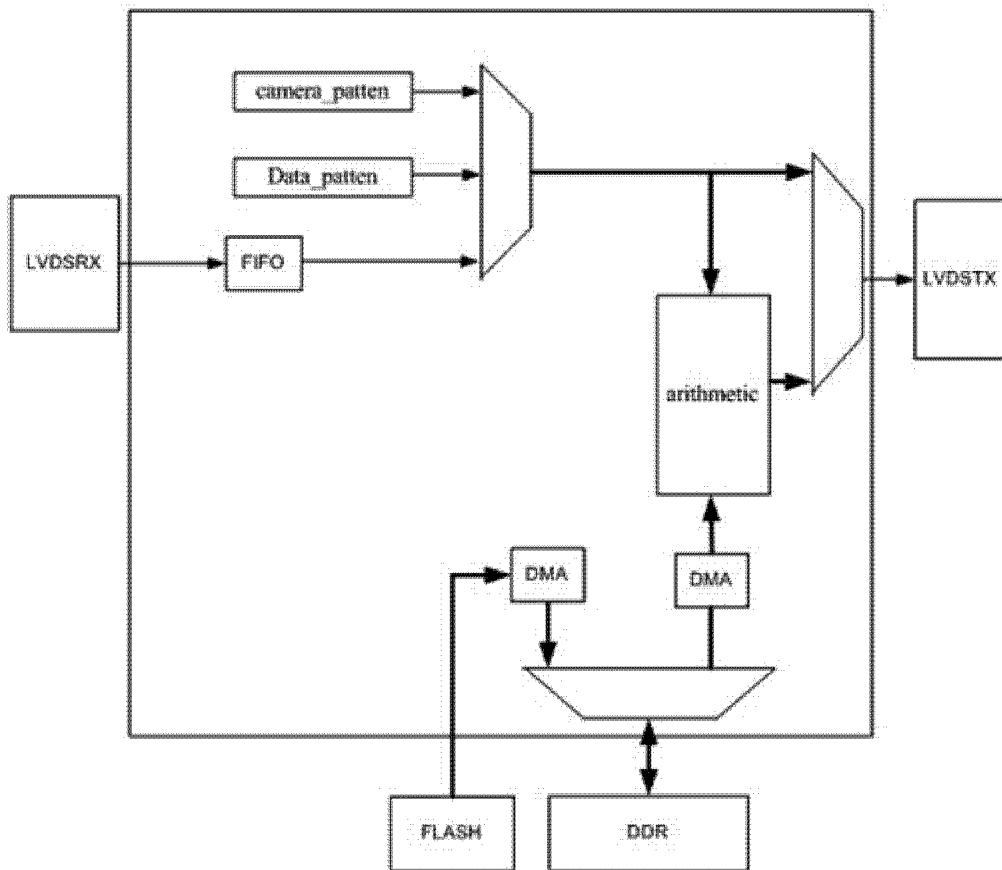 camera_patten
Data_patten
LVDSRX
FIFO
LVDSTX
arithmetic
DMA
DMA
FLASH
DDR